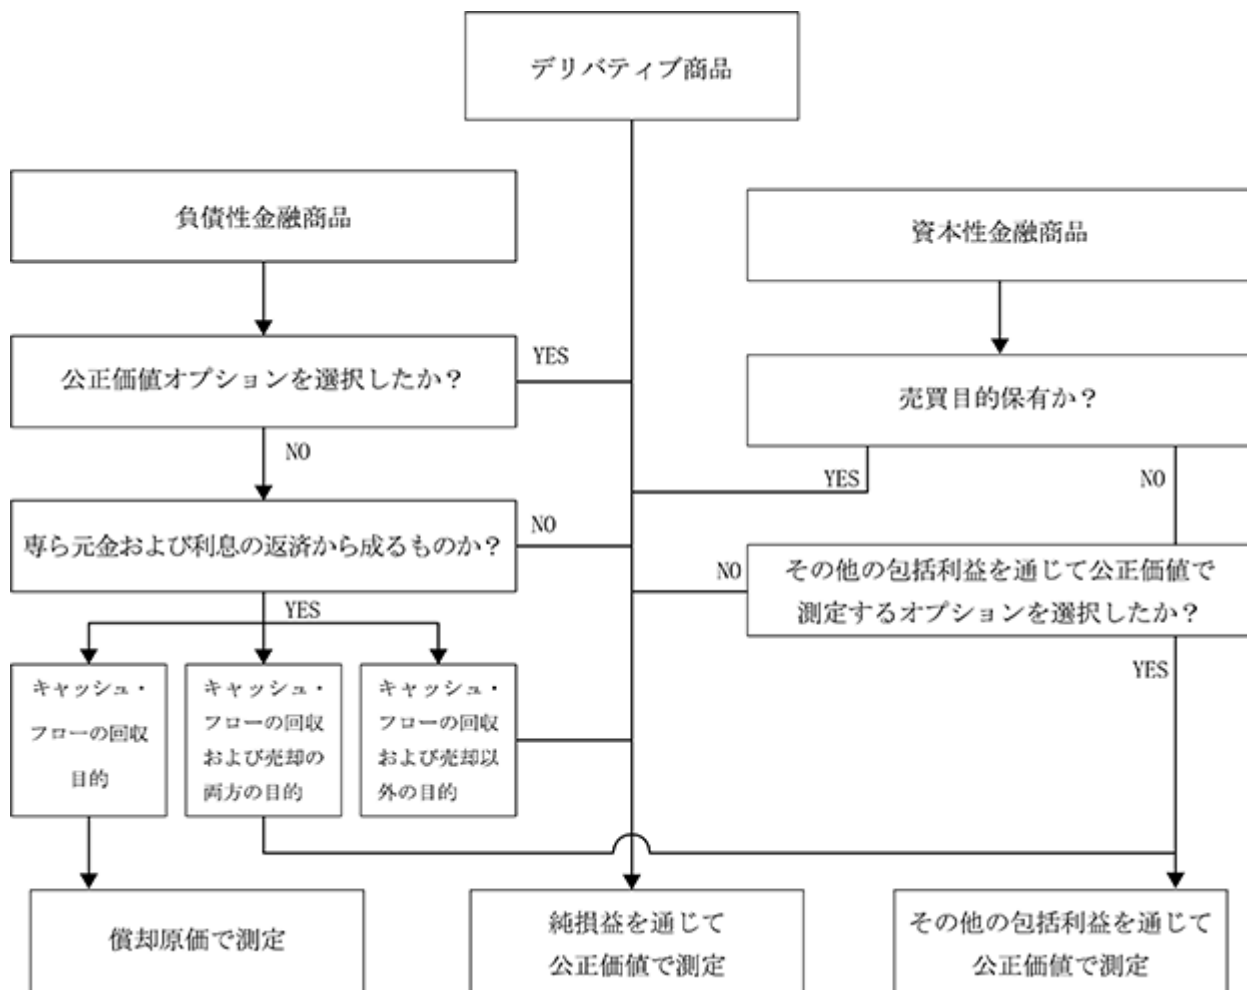 デリバティブ商品
負債性金融商品
資本性金融商品
公正価値オプションを選択したか？
YES
売買目的保有か？
NO
YES
NO
専ら元金および利息の返済から成るものか？
NO
NO
その他の包括利益を通じて公正価値で
測定するオプションを選択したか？
YES
YES
キャッシュ・
フローの回収
目的
キャッシュ・
フローの回収
および売却の
両方の目的
キャッシュ・
フローの回収
および売却以
外の目的
償却原価で測定
純損益を通じて
公正価値で測定
その他の包括利益を通じて
公正価値で測定